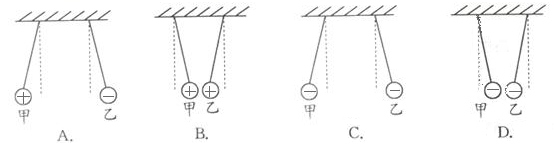 + − + + − − − −
甲 乙 甲 乙 甲 乙 甲 乙
A. B. C. D.